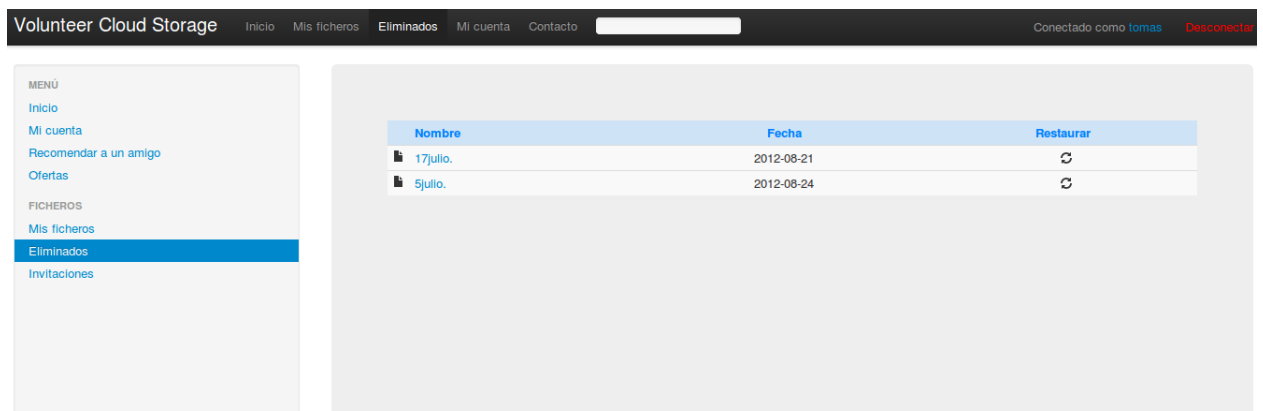 Volunteer Cloud Storage Inicio Mis ficheros Eliminados Mi cuenta Contacto Conectado como tomas Desconectar
MENÚ
Inicio
Mi cuenta
Recomendar a un amigo
Ofertas
FICHEROS
Mis ficheros
Eliminados
Invitaciones
Nombre Fecha Restaurar
17julio. 2012-08-21
5julio. 2012-08-24